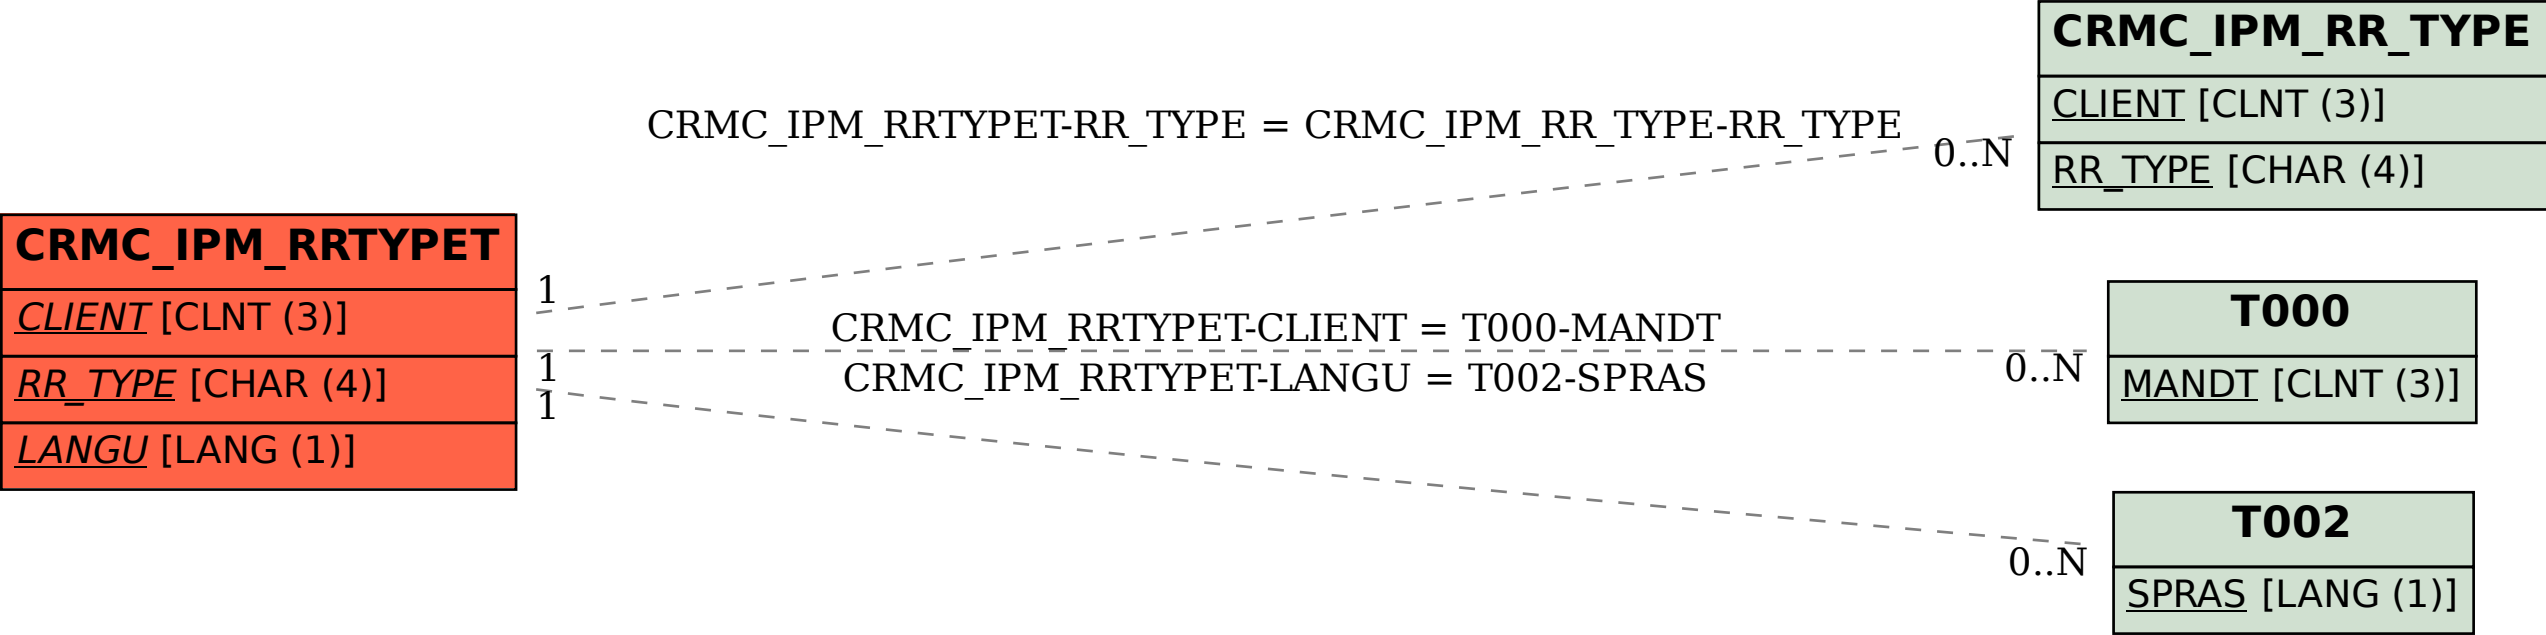 CRMC_IPM_RR_TYPE
CLIENT [CLNT (3)]
RR_TYPE [CHAR (4)]
CRMC_IPM_RRTYPET-RR_TYPE = CRMC_IPM_RR_TYPE-RR_TYPE
0..N
CRMC_IPM_RRTYPET
CLIENT [CLNT (3)]
RR_TYPE [CHAR (4)]
LANGU [LANG (1)]
1
1
1
CRMC_IPM_RRTYPET-CLIENT = T000-MANDT
0..N
CRMC_IPM_RRTYPET-LANGU = T002-SPRAS
T000
MANDT [CLNT (3)]
0..N
T002
SPRAS [LANG (1)]